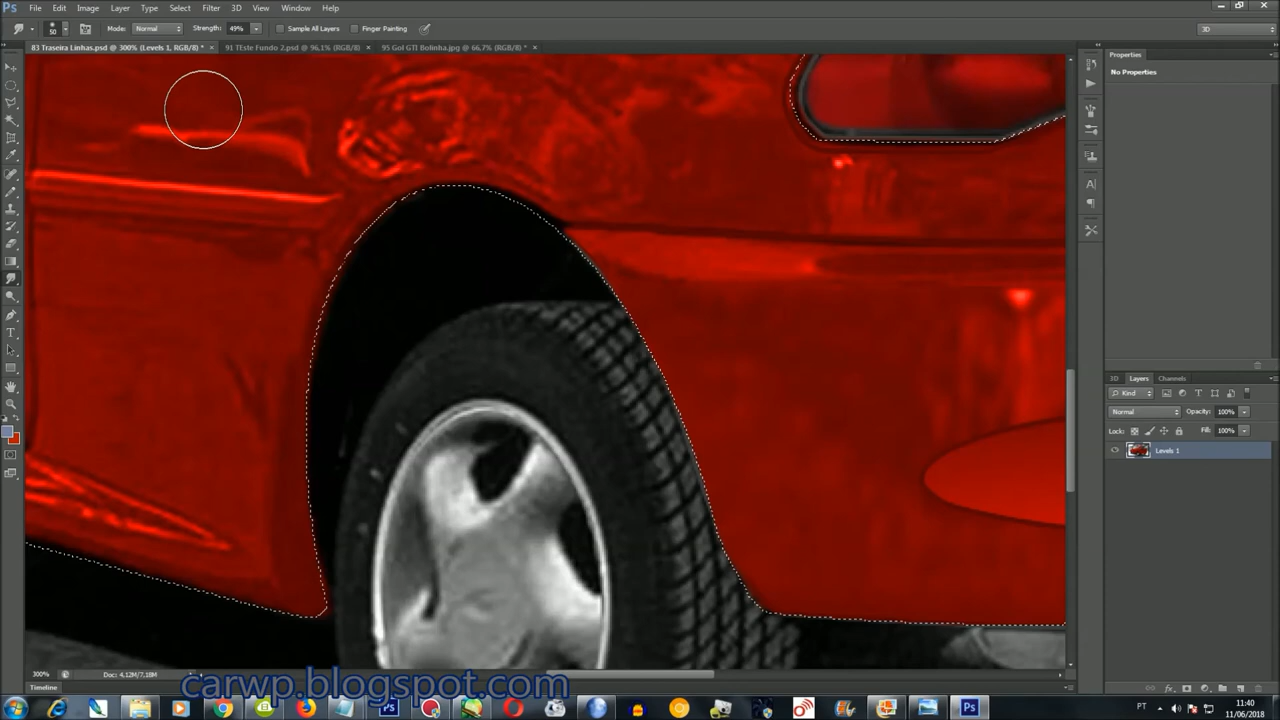 Ps File Edit Image Layer Type Select Filter 3D View Window Help
50 Mode: Normal Strength: 49% Sample All Layers Finger Painting 3D
83 Traseira Linhas.psd @ 300% (Levels 1, RGB/8) * × 91 TEste Fundo 2.psd @ 96,1% (RGB/8) × 95 Gol GTI Bolinha.jpg @ 66,7% (RGB/8) * ×
Properties
No Properties
3D Layers Channels
Kind
Normal Opacity: 100%
Lock: Fill: 100%
Levels 1
300% Doc: 4.12M/7.18M
Timeline
carwp.blogspot.com
PT 11:40
11/06/2018